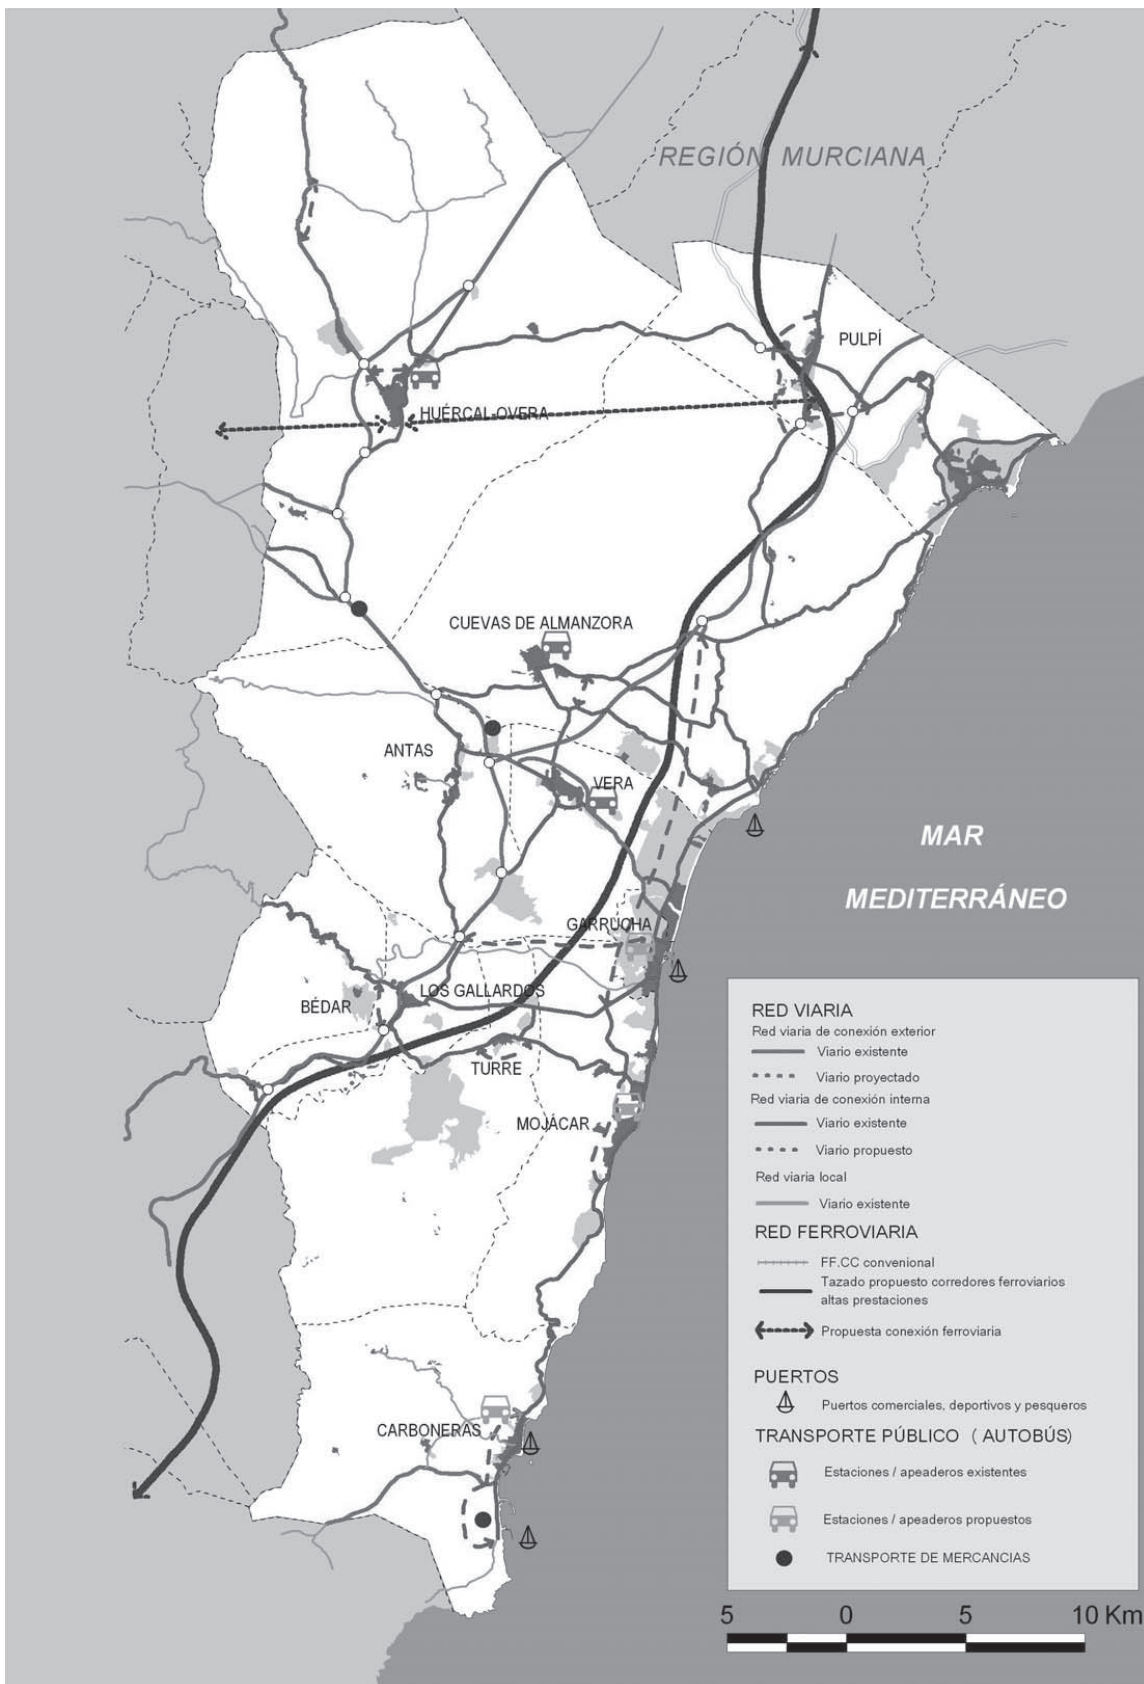 REGIÓN MURCIANA
PULPÍ
HUÉRCAL-OVERA
CUEVAS DE ALMANZORA
ANTAS
VERA
MAR
MEDITERRÁNEO
GARRUCHA
LOS GALLARDOS
BÉDAR
TURRE
MOJÁCAR
CARBONERAS
RED VIARIA
Red viaria de conexión exterior
Viario existente
Viario proyectado
Red viaria de conexión interna
Viario existente
Viario propuesto
Red viaria local
Viario existente
RED FERROVIARIA
FF.CC convenional
Tazado propuesto corredores ferroviarios
altas prestaciones
Propuesta conexión ferroviaria
PUERTOS
Puertos comerciales, deportivos y pesqueros
TRANSPORTE PÚBLICO ( AUTOBÚS)
Estaciones / apeaderos existentes
Estaciones / apeaderos propuestos
TRANSPORTE DE MERCANCIAS
5 0 5 10 Km